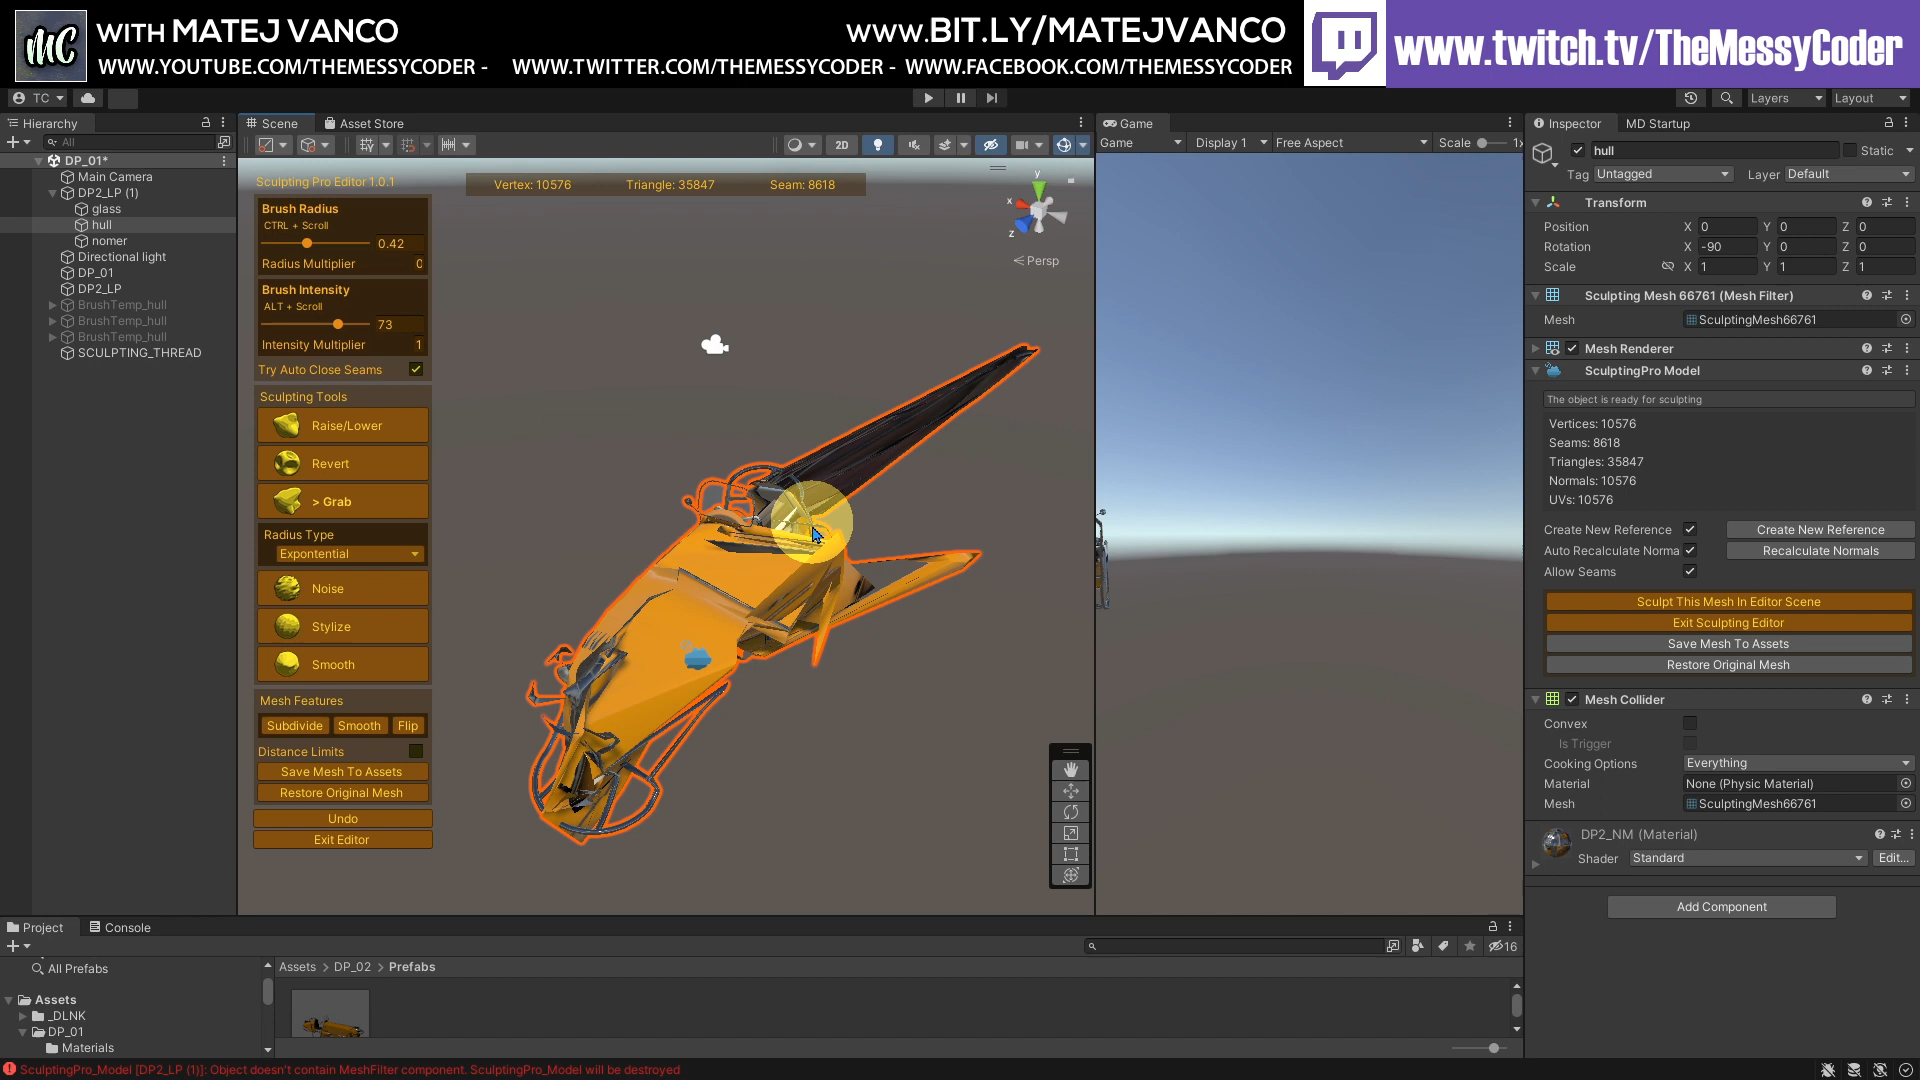 MC WITH MATEJ VANCO
WWW.BIT.LY/MATEJVANCO
WWW.YOUTUBE.COM/THEMESSYCODER - WWW.TWITTER.COM/THEMESSYCODER - WWW.FACEBOOK.COM/THEMESSYCODER
www.twitch.tv/TheMessyCoder
TC
Layers
Layout
Hierarchy
All
DP_01*
Main Camera
DP2_LP (1)
glass
hull
nomer
Directional light
DP_01
DP2_LP
BrushTemp_hull
BrushTemp_hull
BrushTemp_hull
SCULPTING_THREAD
Scene
Asset Store
2D
Sculpting Pro Editor 1.0.1
Vertex: 10576 Triangle: 35847 Seam: 8618
Brush Radius
CTRL + Scroll
0.42
Radius Multiplier 0
Brush Intensity
ALT + Scroll
73
Intensity Multiplier 1
Try Auto Close Seams
Sculpting Tools
Raise/Lower
Revert
> Grab
Radius Type
Expontential
Noise
Stylize
Smooth
Mesh Features
Subdivide Smooth Flip
Distance Limits
Save Mesh To Assets
Restore Original Mesh
Undo
Exit Editor
y
x
z
Persp
Game
Game Display 1 Free Aspect Scale 1x
Inspector MD Startup
hull Static
Tag Untagged Layer Default
Transform
Position X 0 Y 0 Z 0
Rotation X -90 Y 0 Z 0
Scale X 1 Y 1 Z 1
Sculpting Mesh 66761 (Mesh Filter)
Mesh SculptingMesh66761
Mesh Renderer
SculptingPro Model
The object is ready for sculpting
Vertices: 10576
Seams: 8618
Triangles: 35847
Normals: 10576
UVs: 10576
Create New Reference Create New Reference
Auto Recalculate Norma Recalculate Normals
Allow Seams
Sculpt This Mesh In Editor Scene
Exit Sculpting Editor
Save Mesh To Assets
Restore Original Mesh
Mesh Collider
Convex
Is Trigger
Cooking Options Everything
Material None (Physic Material)
Mesh SculptingMesh66761
DP2_NM (Material)
Shader Standard Edit...
Add Component
Project
Console
16
All Prefabs
Assets
_DLNK
DP_01
Materials
Assets > DP_02 > Prefabs
SculptingPro_Model [DP2_LP (1)]: Object doesn't contain MeshFilter component. SculptingPro_Model will be destroyed